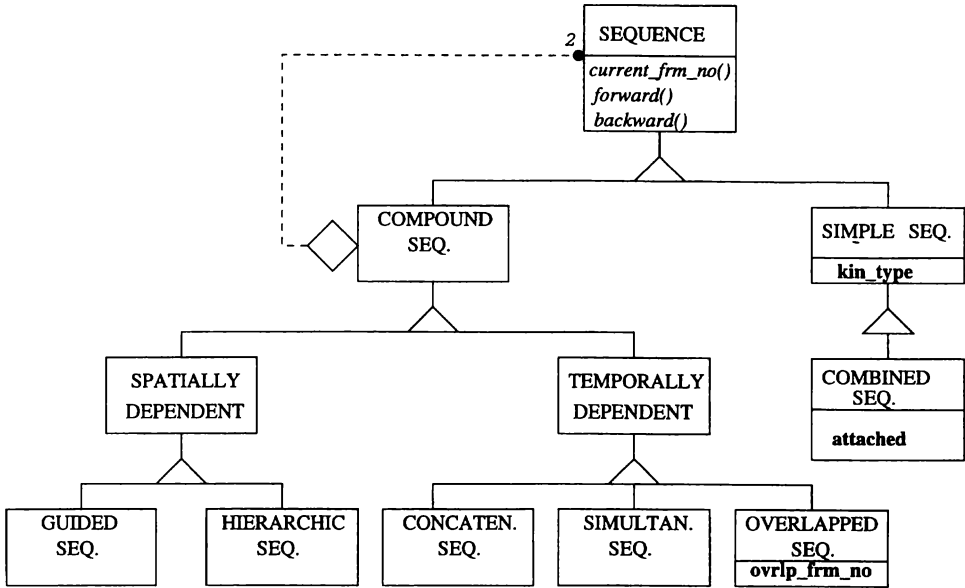 2
SEQUENCE
current_frm_no()
forward()
backward()
COMPOUND
SEQ.
SIMPLE SEQ.
kin_type
SPATIALLY
DEPENDENT
TEMPORALLY
DEPENDENT
COMBINED
SEQ.
attached
GUIDED
SEQ.
HIERARCHIC
SEQ.
CONCATEN.
SEQ.
SIMULTAN.
SEQ.
OVERLAPPED
SEQ.
ovrlp_frm_no